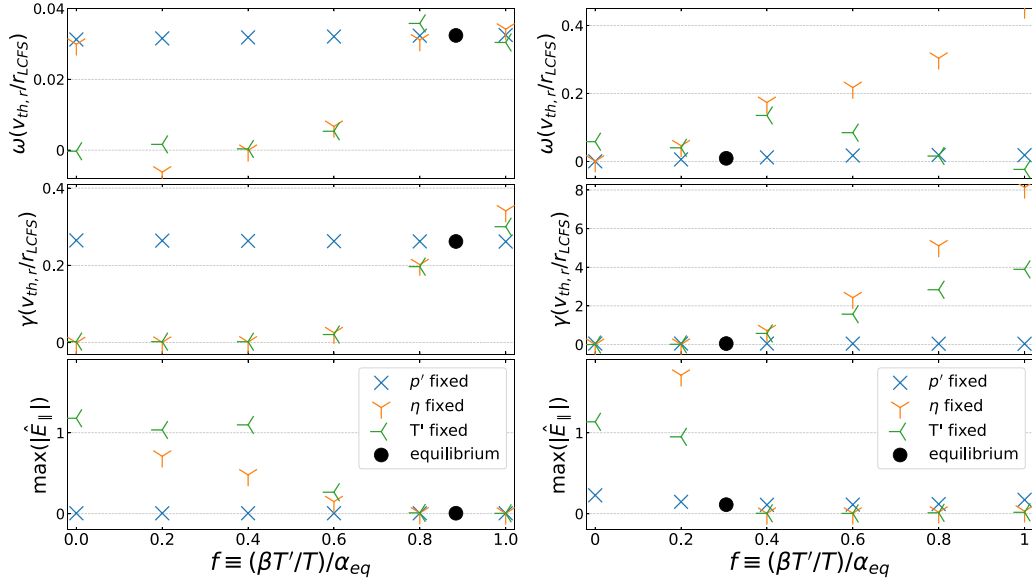 0.04
0.02
0
ω(v_{th,r}/r_{LCFS})
0.4
0.2
0
γ(v_{th,r}/r_{LCFS})
1
0
max(|Ê_∥|)
p′ fixed
η fixed
T' fixed
equilibrium
0.0 0.2 0.4 0.6 0.8 1.0
f ≡ (βT′/T)/α_{eq}
0.4
0.2
0
ω(v_{th,r}/r_{LCFS})
8
6
4
2
0
γ(v_{th,r}/r_{LCFS})
1
0
max(|Ê_∥|)
p′ fixed
η fixed
T' fixed
equilibrium
0.0 0.2 0.4 0.6 0.8 1
f ≡ (βT′/T)/α_{eq}